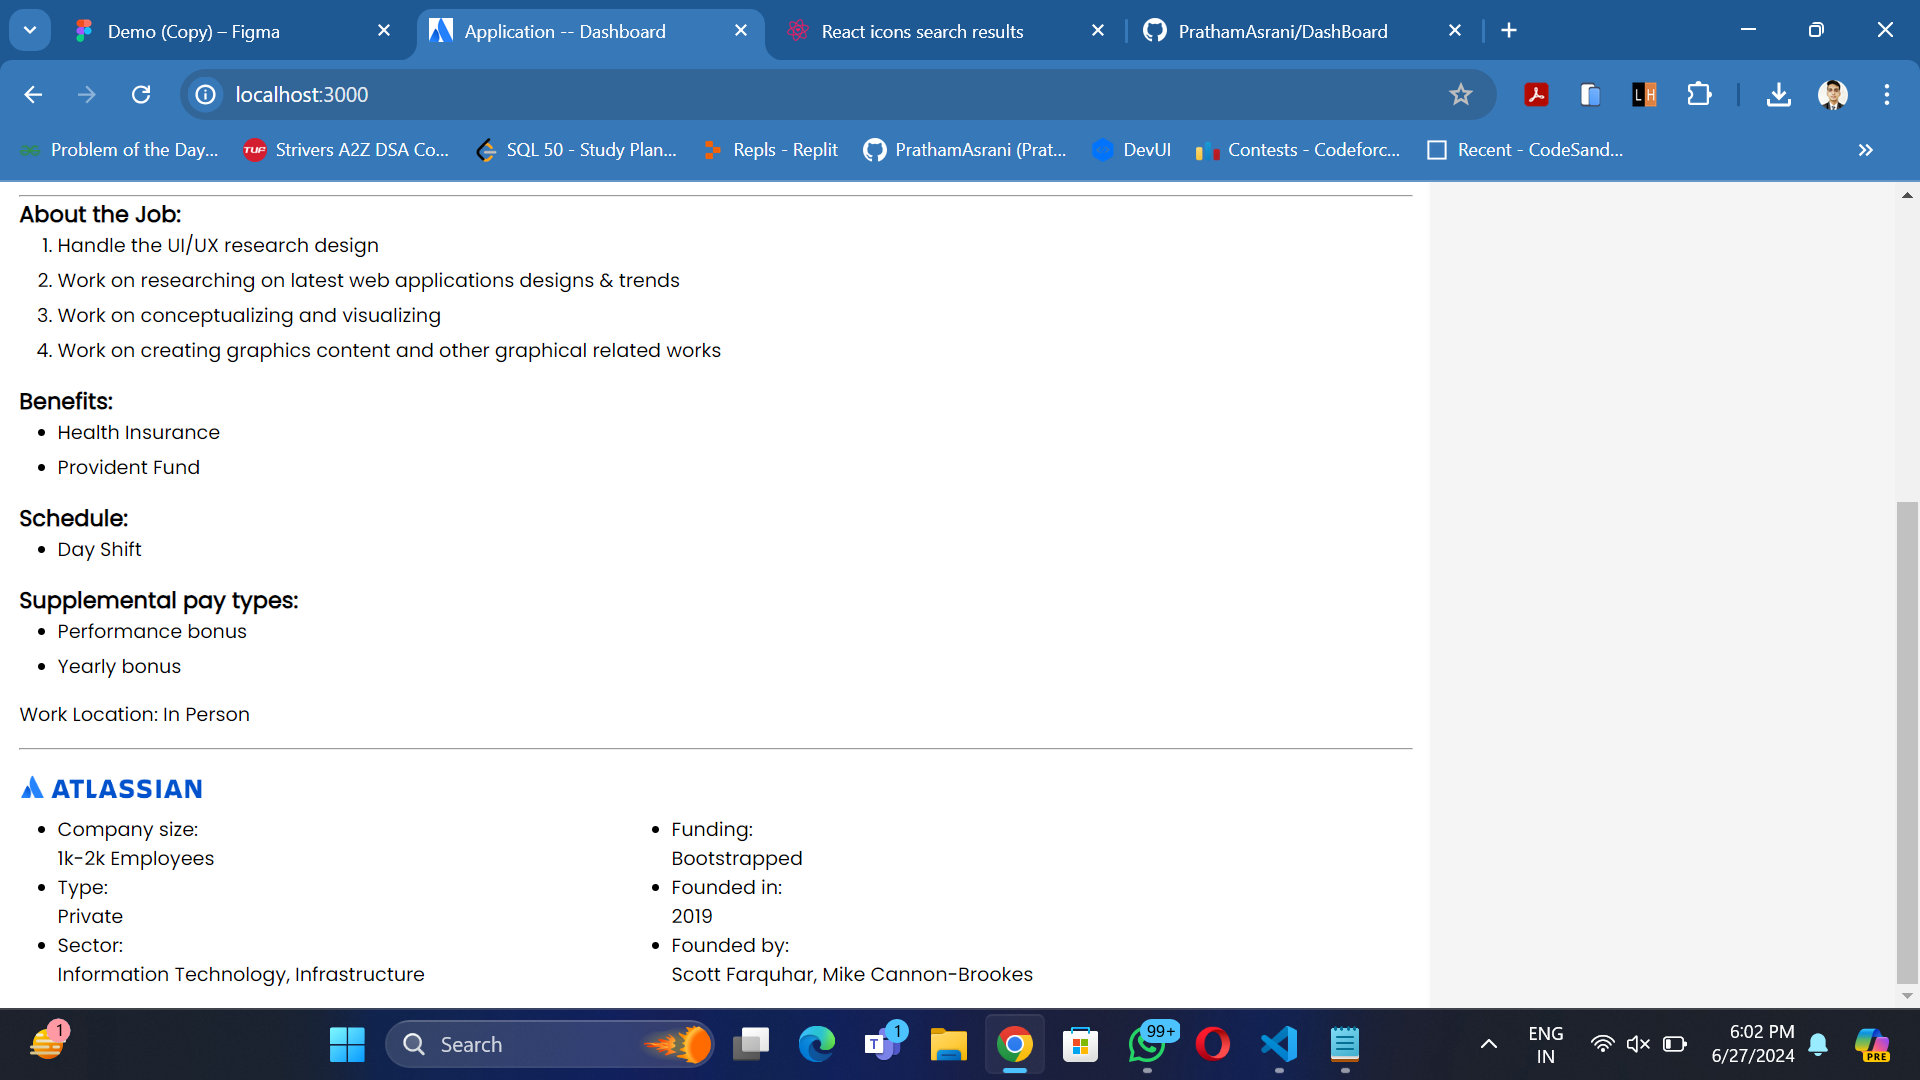 Demo (Copy) – Figma
Application -- Dashboard
React icons search results
PrathamAsrani/DashBoard
localhost:3000
L H
Problem of the Day...
TUF
Strivers A2Z DSA Co...
SQL 50 - Study Plan...
Repls - Replit
PrathamAsrani (Prat...
DevUI
Contests - Codeforc...
Recent - CodeSand...
About the Job:
1. Handle the UI/UX research design
2. Work on researching on latest web applications designs & trends
3. Work on conceptualizing and visualizing
4. Work on creating graphics content and other graphical related works
Benefits:
Health Insurance
Provident Fund
Schedule:
Day Shift
Supplemental pay types:
Performance bonus
Yearly bonus
Work Location: In Person
ATLASSIAN
Company size:
1k-2k Employees
Type:
Private
Sector:
Information Technology, Infrastructure
Funding:
Bootstrapped
Founded in:
2019
Founded by:
Scott Farquhar, Mike Cannon-Brookes
1
Search
T
1
99+
ENG
IN
6:02 PM
6/27/2024
PRE